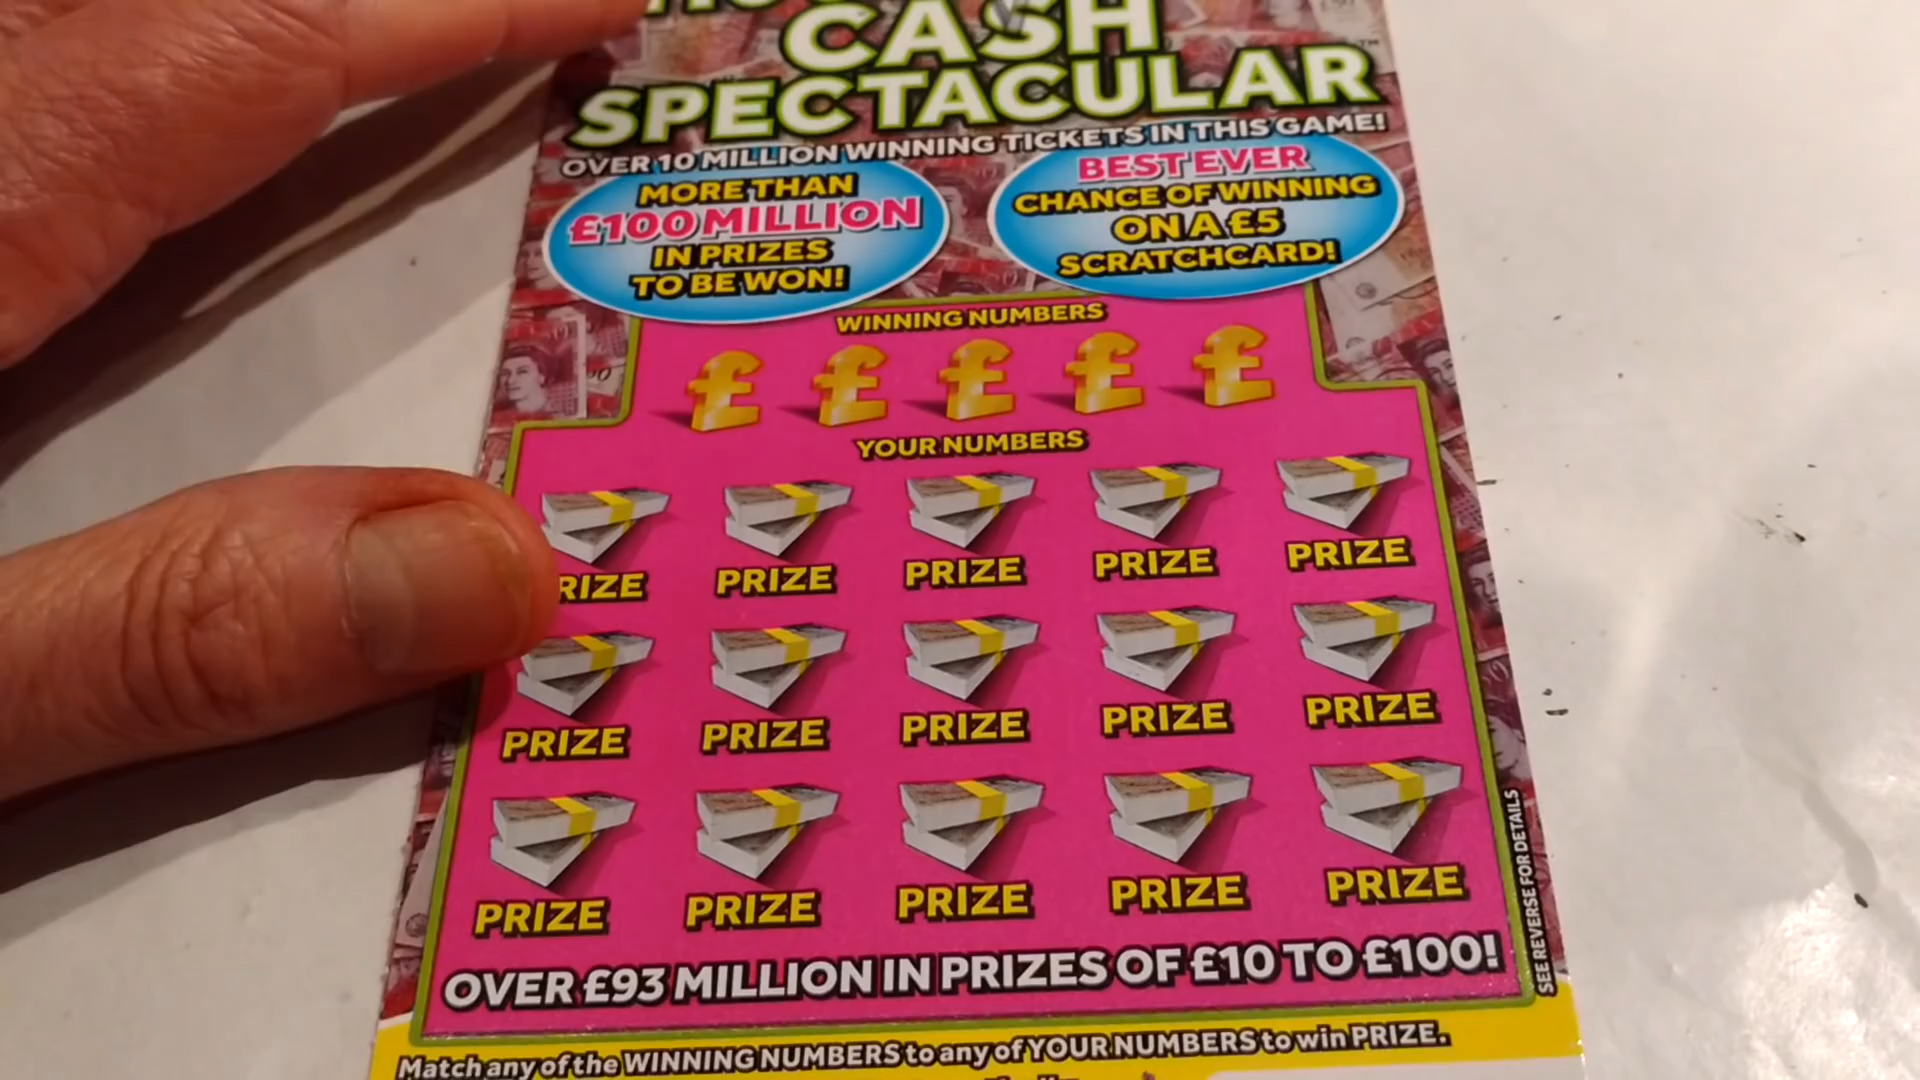 CASH
SPECTACULAR™
OVER 10 MILLION WINNING TICKETS IN THIS GAME!
MORE THAN
£100 MILLION
IN PRIZES
TO BE WON!
BEST EVER
CHANCE OF WINNING
ON A £5
SCRATCHCARD!
WINNING NUMBERS
£ £ £ £ £
YOUR NUMBERS
RIZE PRIZE PRIZE PRIZE PRIZE
PRIZE PRIZE PRIZE PRIZE PRIZE
PRIZE PRIZE PRIZE PRIZE PRIZE
OVER £93 MILLION IN PRIZES OF £10 TO £100!
SEE REVERSE FOR DETAILS
Match any of the WINNING NUMBERS to any of YOUR NUMBERS to win PRIZE.